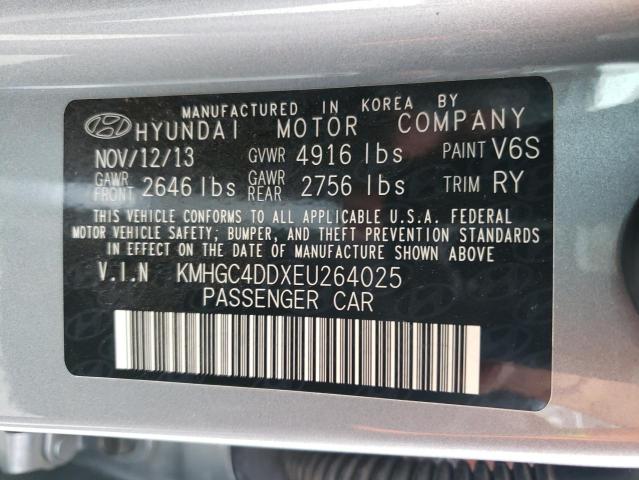 MANUFACTURED IN KOREA BY
HYUNDAI MOTOR COMPANY
NOV/12/13 GVWR 4916 lbs PAINT V6S
GAWR FRONT 2646 lbs GAWR REAR 2756 lbs TRIM RY
THIS VEHICLE CONFORMS TO ALL APPLICABLE U.S.A. FEDERAL
MOTOR VEHICLE SAFETY; BUMPER, AND THEFT PREVENTION STANDARDS
IN EFFECT ON THE DATE OF MANUFACTURE SHOWN ABOVE
V.I.N KMHGC4DDXEU264025
PASSENGER CAR